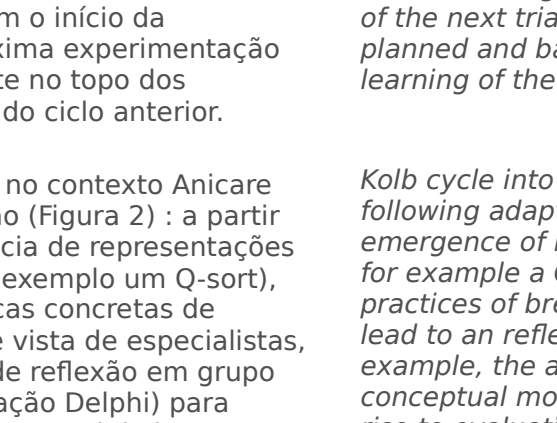 m o início da
xima experimentação
te no topo dos
do ciclo anterior.
no contexto Anicare
o (Figura 2) : a partir
cia de representações
exemplo um Q-sort),
cas concretas de
e vista de especialistas,
de reflexão em grupo
ação Delphi) para
of the next tria
planned and ba
learning of the
Kolb cycle into
following adap
emergence of
for example a
practices of bre
lead to an refle
example, the a
conceptual mo